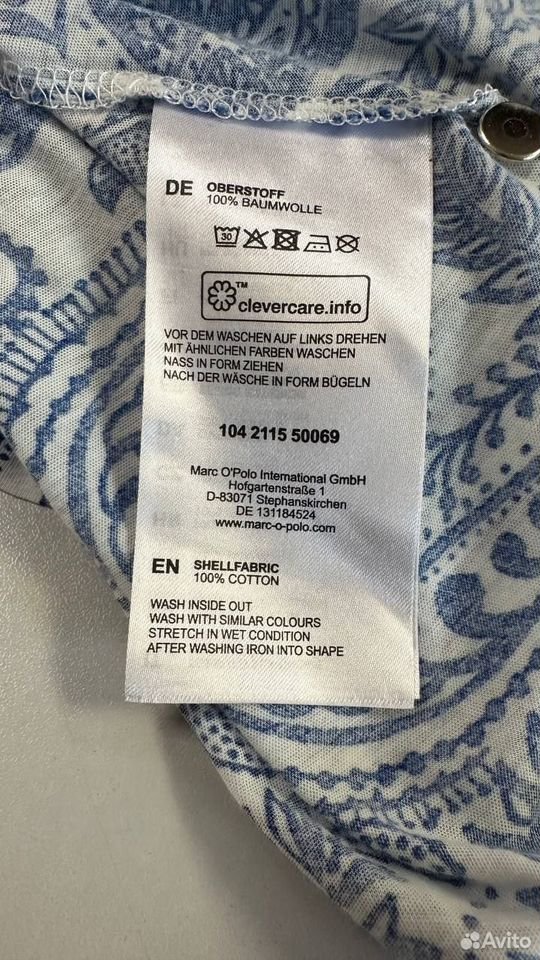 DE OBERSTOFF
100% BAUMWOLLE
30
™ clevercare.info
VOR DEM WASCHEN AUF LINKS DREHEN
MIT ÄHNLICHEN FARBEN WASCHEN
NASS IN FORM ZIEHEN
NACH DER WÄSCHE IN FORM BÜGELN
104 2115 50069
Marc O'Polo International GmbH
Hofgartenstraße 1
D-83071 Stephanskirchen
DE 131184524
www.marc-o-polo.com
EN SHELLFABRIC
100% COTTON
WASH INSIDE OUT
WASH WITH SIMILAR COLOURS
STRETCH IN WET CONDITION
AFTER WASHING IRON INTO SHAPE
Avito